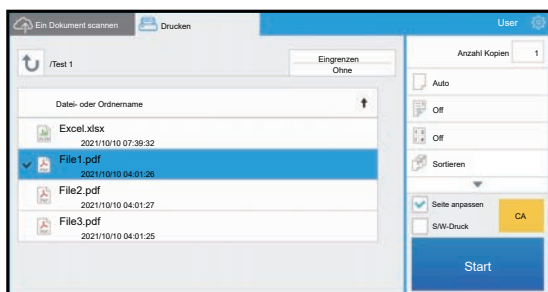 Ein Dokument scannen
Drucken
User
/Test 1
Eingrenzen
Ohne
Anzahl Kopien 1
Auto
Off
Off
Sortieren
Datei- oder Ordnername
Excel.xlsx
2021/10/10 07:39:32
File1.pdf
2021/10/10 04:01:26
File2.pdf
2021/10/10 04:01:27
File3.pdf
2021/10/10 04:01:25
Seite anpassen
S/W-Druck
CA
Start